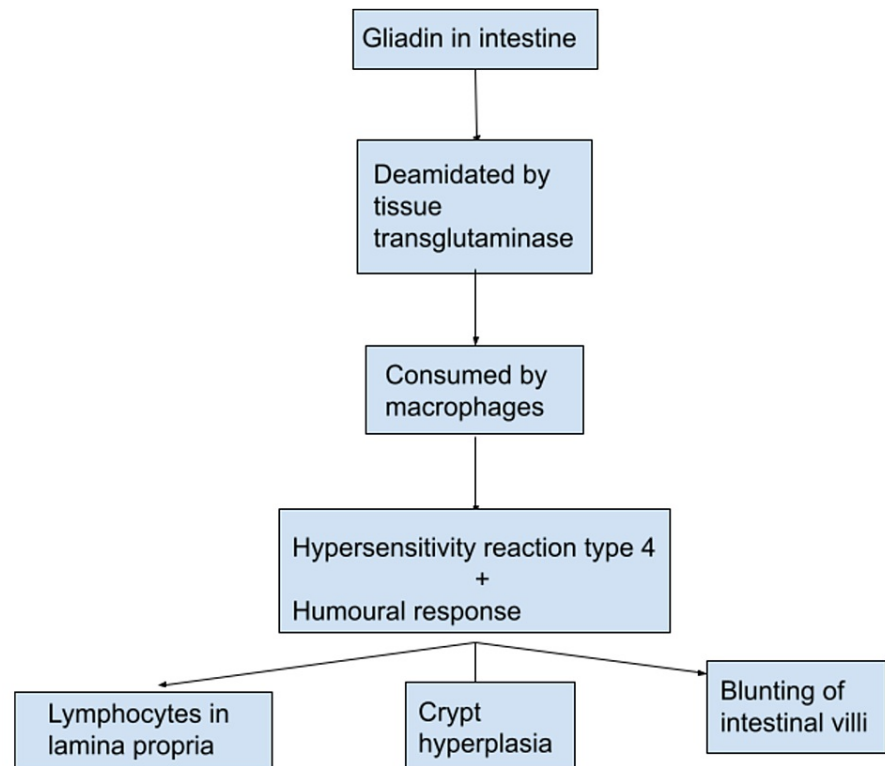 Gliadin in intestine
Deamidated by
tissue
transglutaminase
Consumed by
macrophages
Hypersensitivity reaction type 4
+
Humoural response
Lymphocytes in
lamina propria
Crypt
hyperplasia
Blunting of
intestinal villi